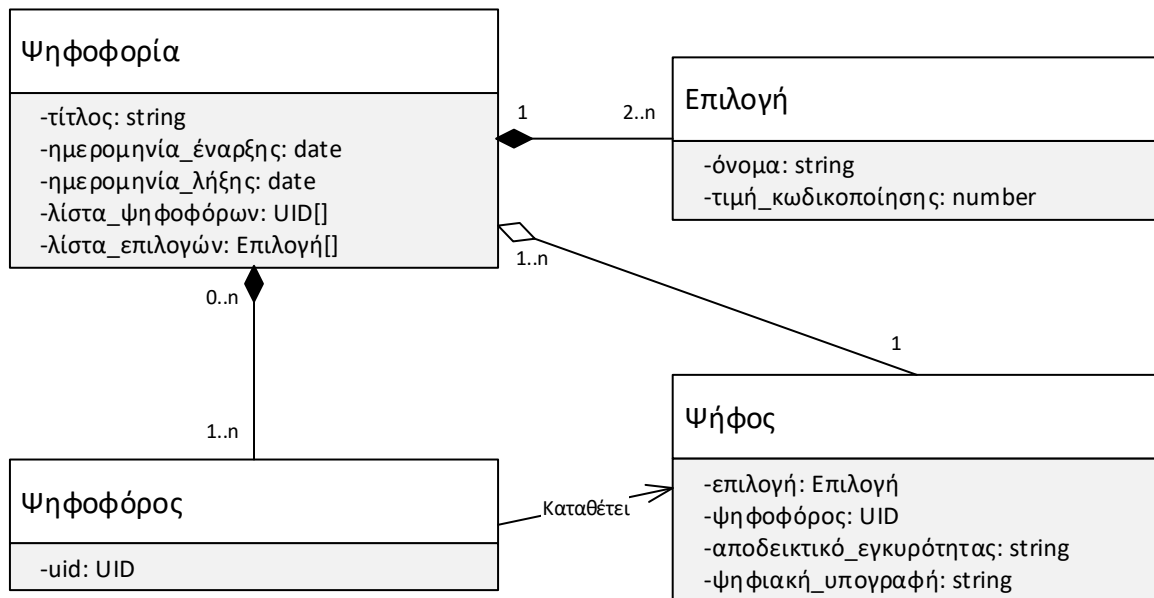 Ψηφοφορία
-τίτλος: string
-ημερομηνία_έναρξης: date
-ημερομηνία_λήξης: date
-λίστα_ψηφοφόρων: UID[]
-λίστα_επιλογών: Επιλογή[]
1
2..n
Επιλογή
-όνομα: string
-τιμή_κωδικοποίησης: number
0..n
1..n
1..n
1
Ψηφοφόρος
-uid: UID
Καταθέτει
Ψήφος
-επιλογή: Επιλογή
-ψηφοφόρος: UID
-αποδεικτικό_εγκυρότητας: string
-ψηφιακή_υπογραφή: string